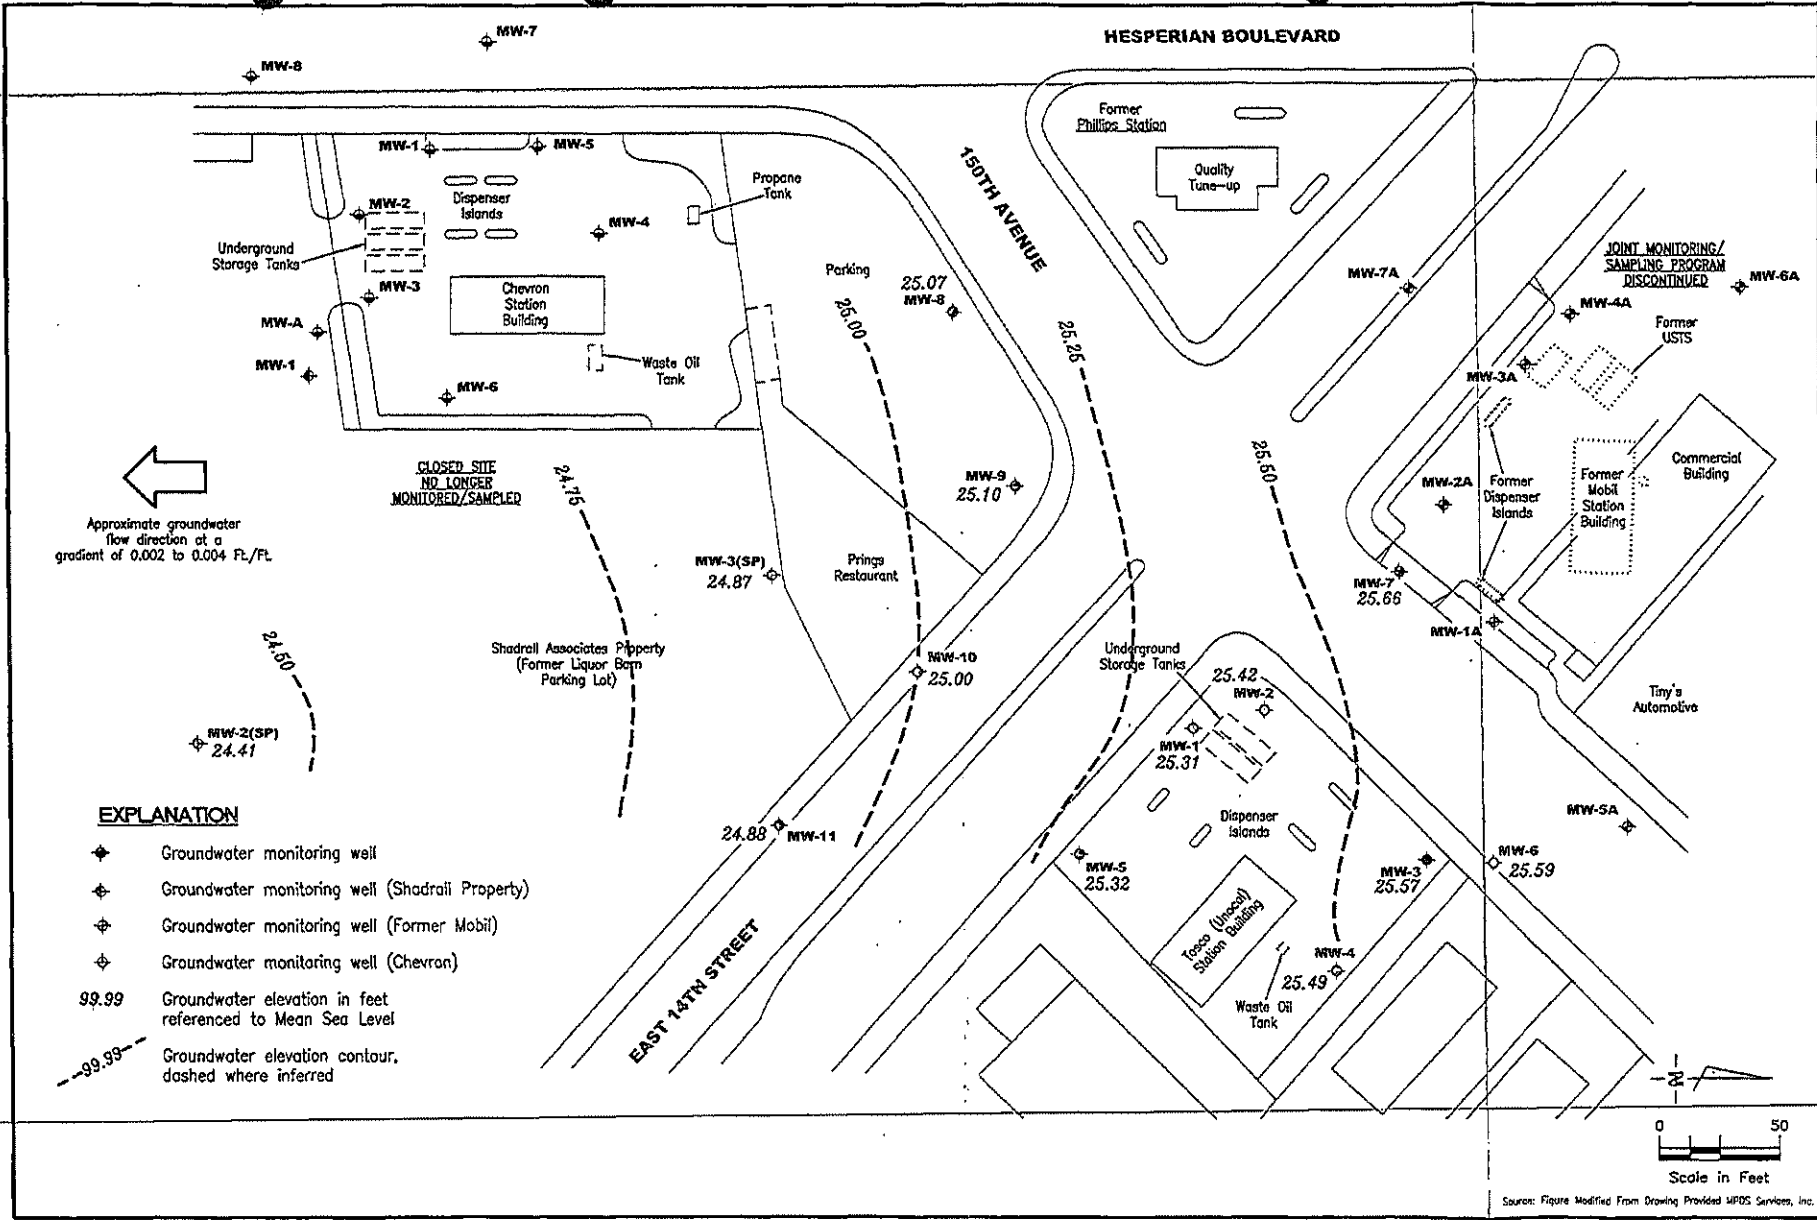 HESPERIAN BOULEVARD
MW-7
MW-8
Former
Phillips Station
MW-1
MW-5
150TH AVENUE
Quality
Tune-up
Propane
Tank
Dispenser
Islands
MW-2
MW-4
Underground
Storage Tanks
JOINT MONITORING/
SAMPLING PROGRAM
DISCONTINUED
Parking
25.07
MW-8
25.00
MW-7A
MW-6A
MW-4A
MW-3
Chevron
Station
Building
MW-A
25.25
Former
USTS
MW-1
Waste Oil
Tank
MW-3A
MW-6
CLOSED SITE
NO LONGER
MONITORED/SAMPLED
24.75
MW-9
25.10
25.50
MW-2A
Former
Dispenser
Islands
Former
Mobil
Station
Building
Commercial
Building
Approximate groundwater
flow direction at a
gradient of 0.002 to 0.004 Ft./Ft.
MW-3(SP)
24.87
Prings
Restaurant
MW-7
25.66
MW-1A
24.50
Shadrall Associates Property
(Former Liquor Barn
Parking Lot)
MW-10
25.00
Underground
Storage Tanks
25.42
MW-2
Tiny's
Automotive
MW-2(SP)
24.41
MW-1
25.31
EXPLANATION
24.88
MW-11
Dispenser
Islands
MW-5A
Groundwater monitoring well
MW-5
25.32
MW-3
25.57
MW-6
25.59
Groundwater monitoring well (Shadrall Property)
Groundwater monitoring well (Former Mobil)
Tosco (Unocal)
Station Building
Groundwater monitoring well (Chevron)
MW-4
25.49
99.99
Groundwater elevation in feet
referenced to Mean Sea Level
Waste Oil
Tank
EAST 14TN STREET
99.99
Groundwater elevation contour,
dashed where inferred
N
0 50
Scale in Feet
Source: Figure Modified From Drawing Provided MPDS Services, Inc.